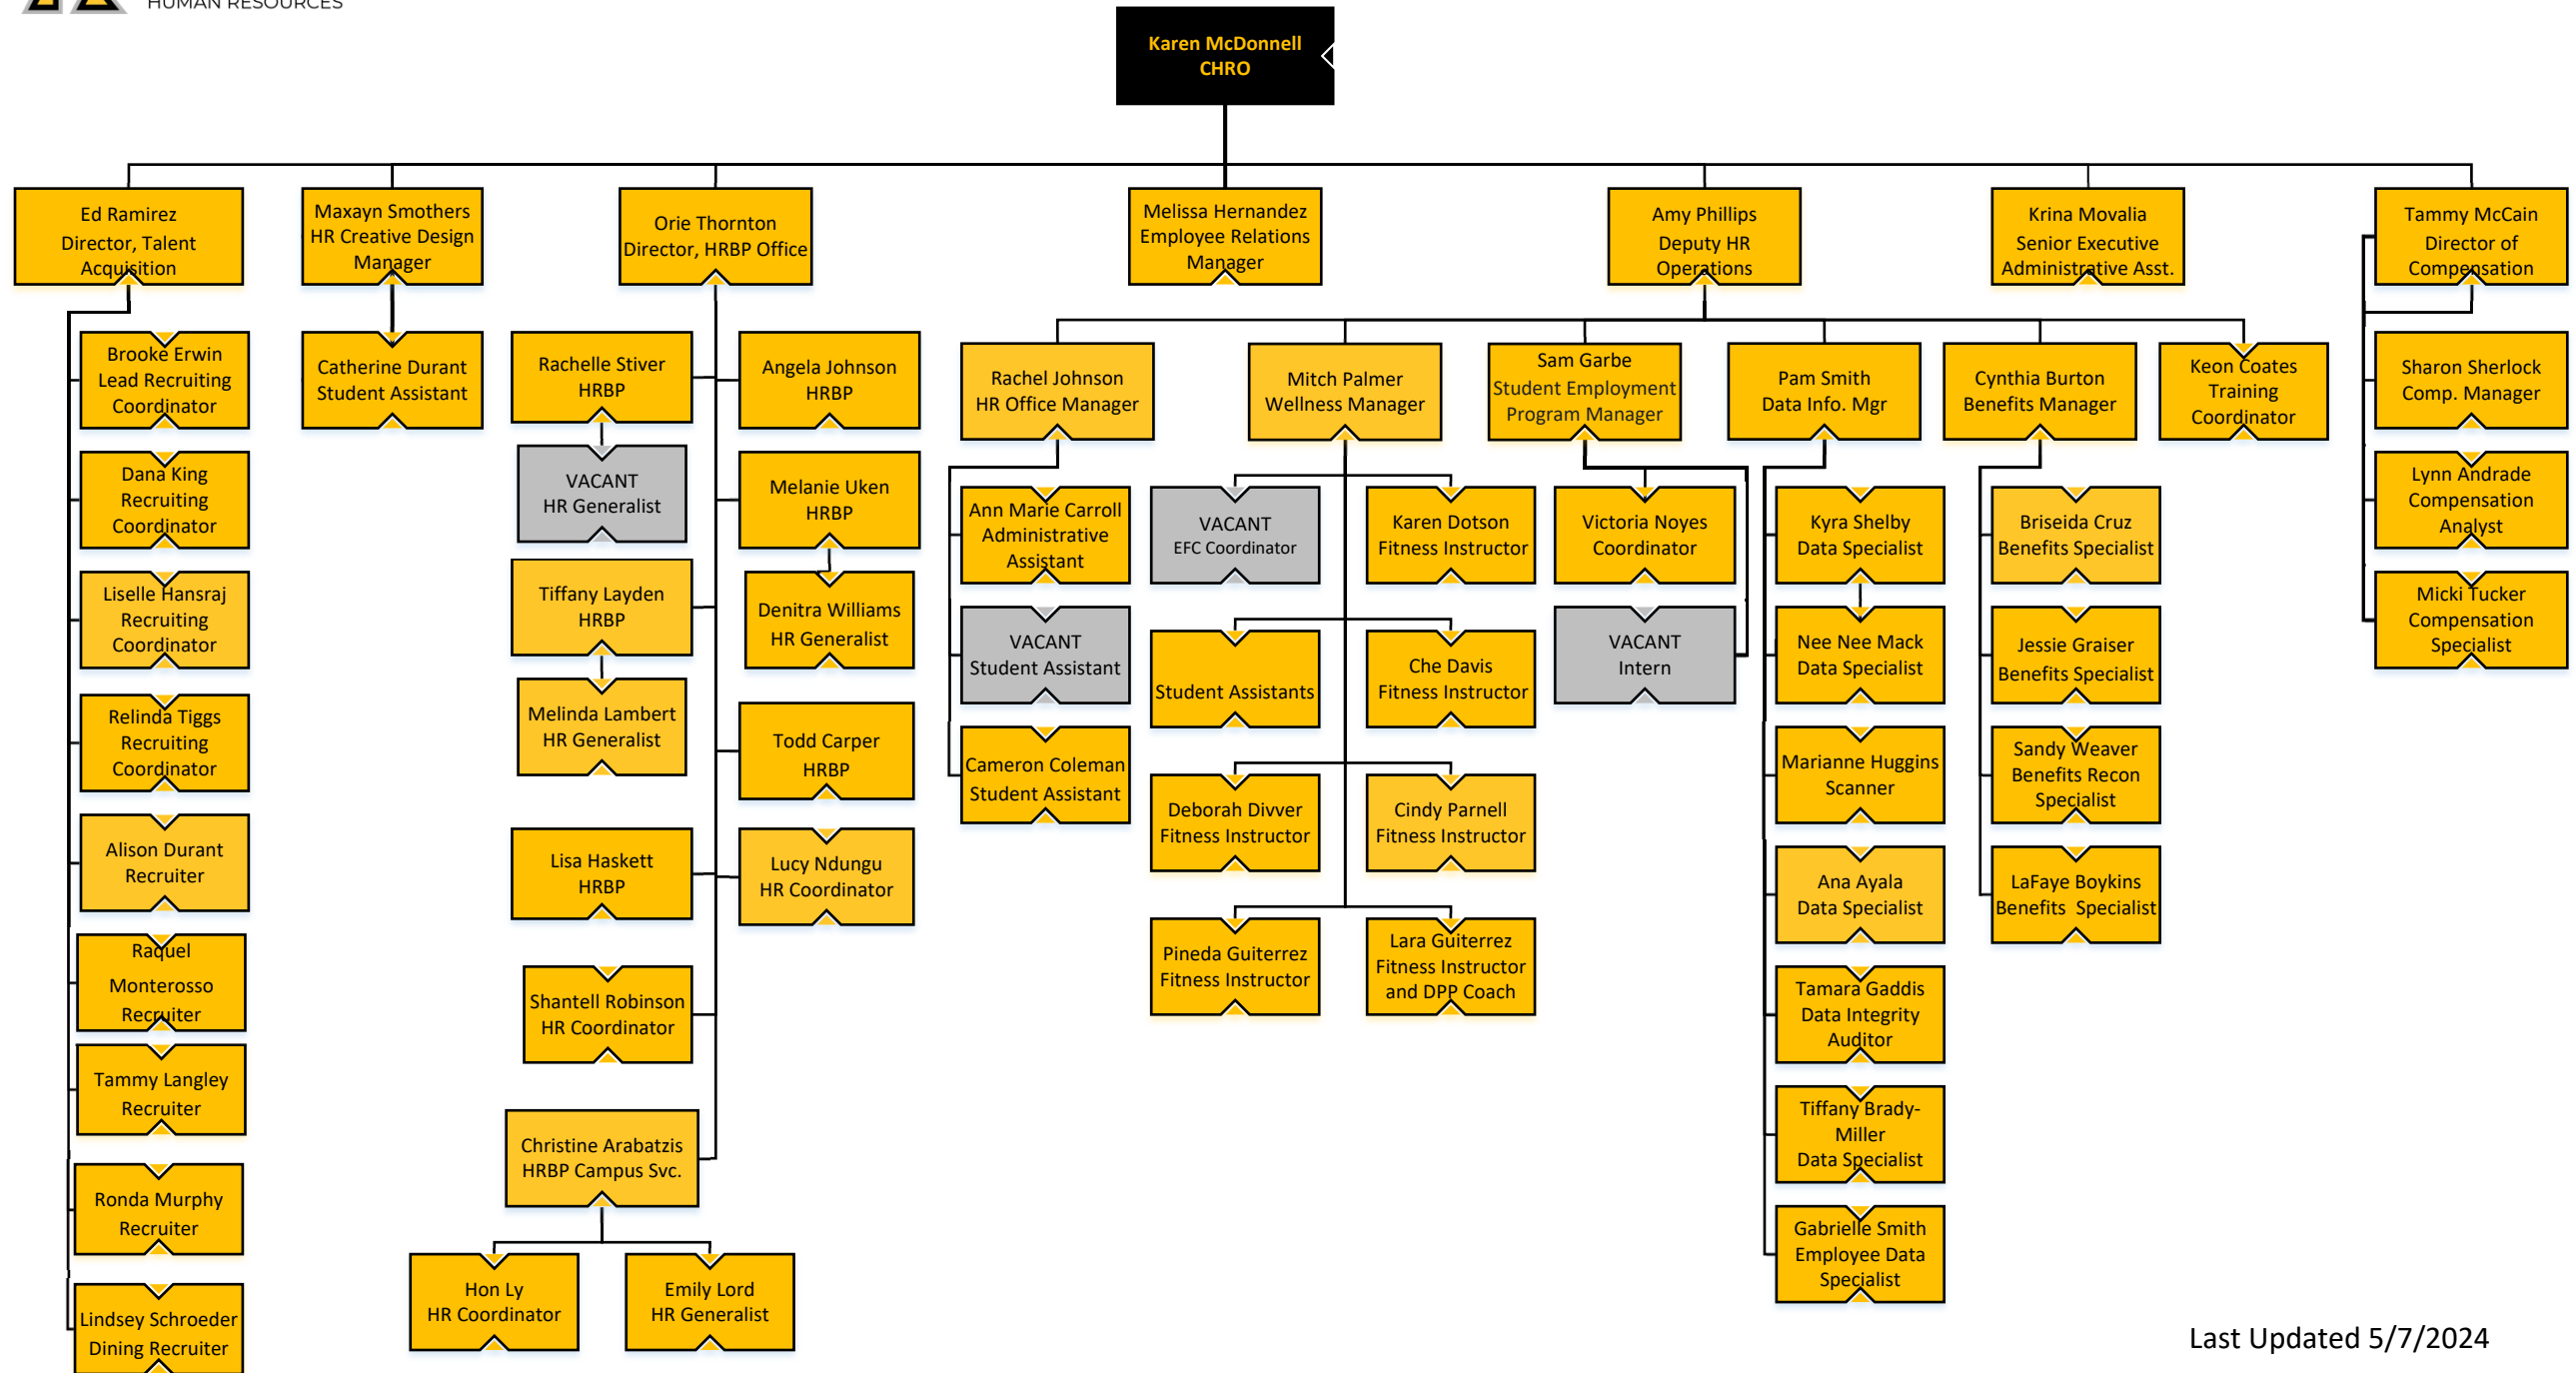 HUMAN RESOURCES
Karen McDonnell
CHRO
Ed Ramirez
Director, Talent
Acquisition
Maxayn Smothers
HR Creative Design
Manager
Orie Thornton
Director, HRBP Office
Melissa Hernandez
Employee Relations
Manager
Amy Phillips
Deputy HR
Operations
Krina Movalia
Senior Executive
Administrative Asst.
Tammy McCain
Director of
Compensation
Brooke Erwin
Lead Recruiting
Coordinator
Dana King
Recruiting
Coordinator
Liselle Hansraj
Recruiting
Coordinator
Relinda Tiggs
Recruiting
Coordinator
Alison Durant
Recruiter
Raquel
Monterosso
Recruiter
Tammy Langley
Recruiter
Ronda Murphy
Recruiter
Lindsey Schroeder
Dining Recruiter
Catherine Durant
Student Assistant
Rachelle Stiver
HRBP
VACANT
HR Generalist
Tiffany Layden
HRBP
Melinda Lambert
HR Generalist
Lisa Haskett
HRBP
Shantell Robinson
HR Coordinator
Christine Arabatzis
HRBP Campus Svc.
Hon Ly
HR Coordinator
Emily Lord
HR Generalist
Angela Johnson
HRBP
Melanie Uken
HRBP
Denitra Williams
HR Generalist
Todd Carper
HRBP
Lucy Ndungu
HR Coordinator
Rachel Johnson
HR Office Manager
Ann Marie Carroll
Administrative
Assistant
VACANT
Student Assistant
Cameron Coleman
Student Assistant
Mitch Palmer
Wellness Manager
VACANT
EFC Coordinator
Karen Dotson
Fitness Instructor
Student Assistants
Che Davis
Fitness Instructor
Deborah Divver
Fitness Instructor
Cindy Parnell
Fitness Instructor
Pineda Guiterrez
Fitness Instructor
Lara Guiterrez
Fitness Instructor
and DPP Coach
Sam Garbe
Student Employment
Program Manager
Victoria Noyes
Coordinator
VACANT
Intern
Pam Smith
Data Info. Mgr
Kyra Shelby
Data Specialist
Nee Nee Mack
Data Specialist
Marianne Huggins
Scanner
Ana Ayala
Data Specialist
Tamara Gaddis
Data Integrity
Auditor
Tiffany Brady-
Miller
Data Specialist
Gabrielle Smith
Employee Data
Specialist
Cynthia Burton
Benefits Manager
Briseida Cruz
Benefits Specialist
Jessie Graiser
Benefits Specialist
Sandy Weaver
Benefits Recon
Specialist
LaFaye Boykins
Benefits Specialist
Keon Coates
Training
Coordinator
Sharon Sherlock
Comp. Manager
Lynn Andrade
Compensation
Analyst
Micki Tucker
Compensation
Specialist
Last Updated 5/7/2024